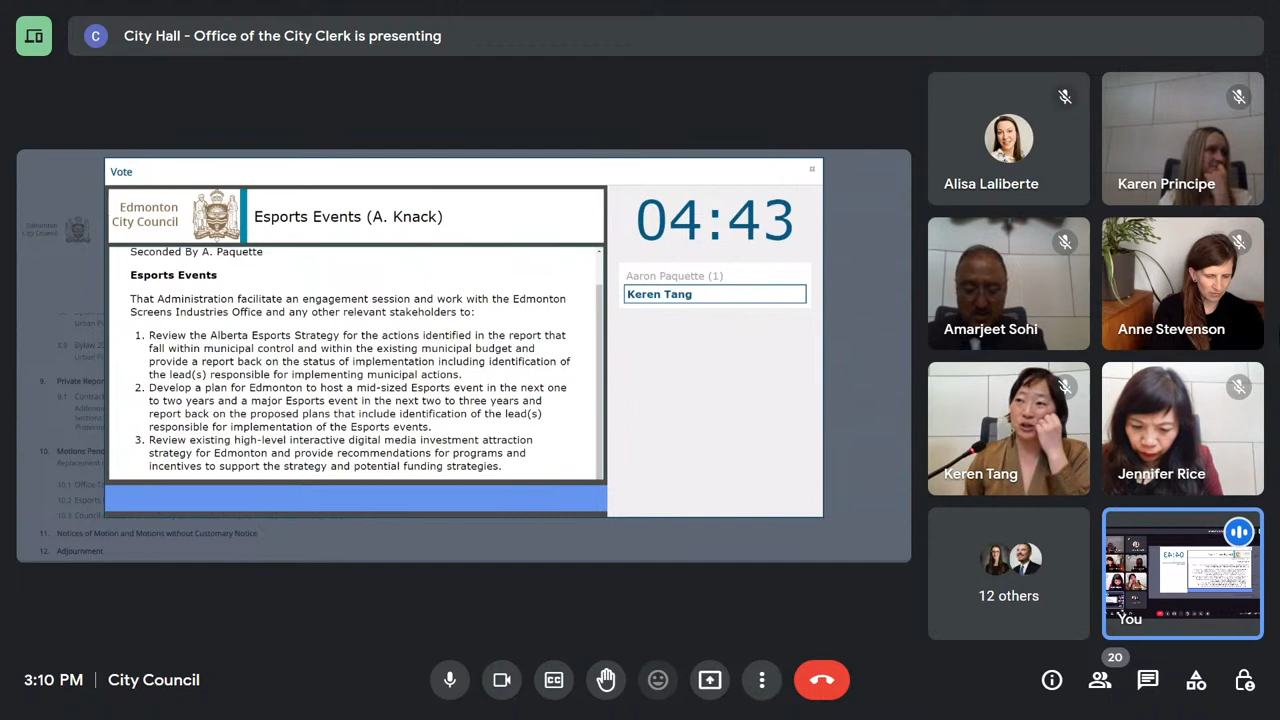 City Hall - Office of the City Clerk is presenting
Vote
Edmonton
City Council
Esports Events (A. Knack)
Seconded By A. Paquette
Esports Events
That Administration facilitate an engagement session and work with the Edmonton
Screens Industries Office and any other relevant stakeholders to:
1. Review the Alberta Esports Strategy for the actions identified in the report that
fall within municipal control and within the existing municipal budget and
provide a report back on the status of implementation including identification of
the lead(s) responsible for implementing municipal actions.
2. Develop a plan for Edmonton to host a mid-sized Esports event in the next one
to two years and a major Esports event in the next two to three years and
report back on the proposed plans that include identification of the lead(s)
responsible for implementation of the Esports events.
3. Review existing high-level interactive digital media investment attraction
strategy for Edmonton and provide recommendations for programs and
incentives to support the strategy and potential funding strategies.
04:43
Aaron Paquette (1)
Keren Tang
Edmonton
City Council
9. Private Repor
10. Motions Pend
11. Notices of Motion and Motions without Customary Notice
12. Adjournment
Alisa Laliberte
Karen Principe
Amarjeet Sohi
Anne Stevenson
Keren Tang
Jennifer Rice
12 others
You
3:10 PM | City Council
20